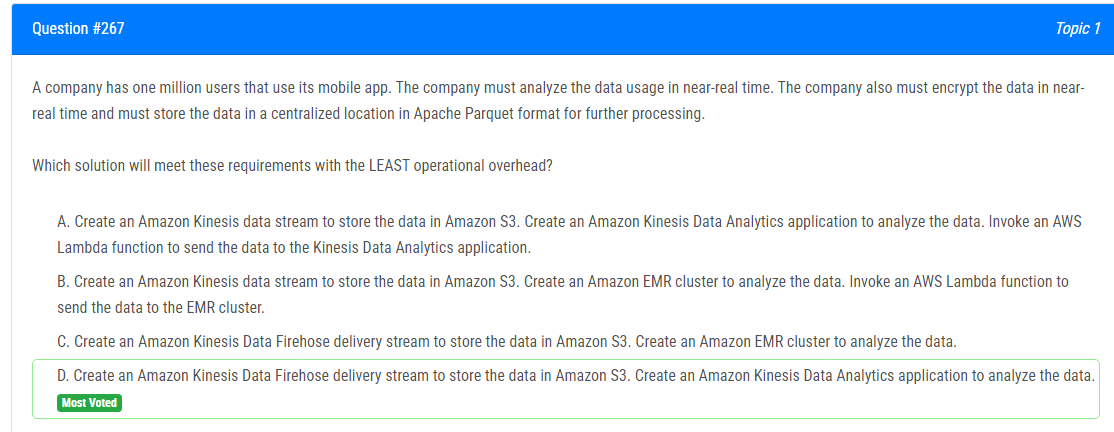 Question #267
Topic 1
A company has one million users that use its mobile app. The company must analyze the data usage in near-real time. The company also must encrypt the data in near-
real time and must store the data in a centralized location in Apache Parquet format for further processing.
Which solution will meet these requirements with the LEAST operational overhead?
A. Create an Amazon Kinesis data stream to store the data in Amazon S3. Create an Amazon Kinesis Data Analytics application to analyze the data. Invoke an AWS
Lambda function to send the data to the Kinesis Data Analytics application.
B. Create an Amazon Kinesis data stream to store the data in Amazon S3. Create an Amazon EMR cluster to analyze the data. Invoke an AWS Lambda function to
send the data to the EMR cluster.
C. Create an Amazon Kinesis Data Firehose delivery stream to store the data in Amazon S3. Create an Amazon EMR cluster to analyze the data.
D. Create an Amazon Kinesis Data Firehose delivery stream to store the data in Amazon S3. Create an Amazon Kinesis Data Analytics application to analyze the data.
Most Voted